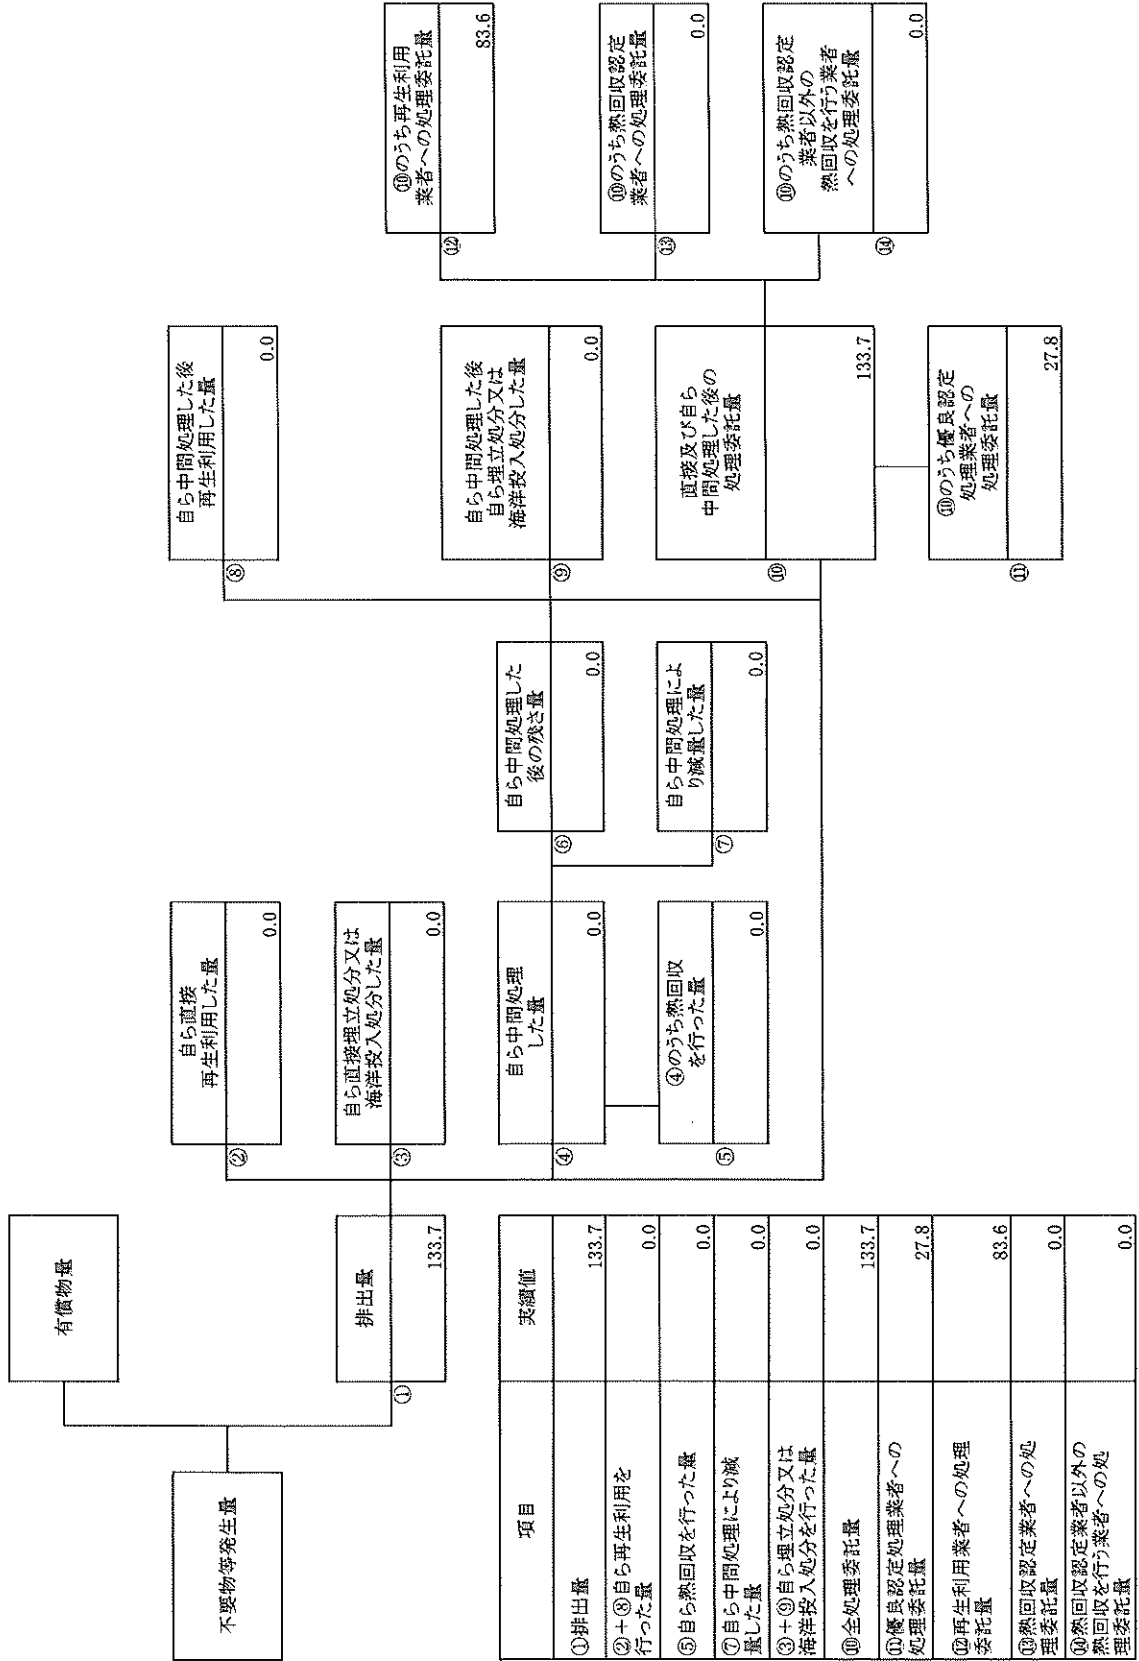 不要物等発生量
有償物量
①
排出量
133.7
②
自ら直接
再生利用した量
0.0
③
自ら直接埋立処分又は
海洋投入処分した量
0.0
④
自ら中間処理
した量
0.0
⑤
④のうち熱回収
を行った量
0.0
⑥
自ら中間処理した
後の残さ量
0.0
⑦
自ら中間処理によ
り減量した量
0.0
⑧
自ら中間処理した後
再生利用した量
0.0
⑨
自ら中間処理した後
自ら埋立処分又は
海洋投入処分した量
0.0
⑩
直接及び自ら
中間処理した後の
処理委託量
133.7
⑪
⑩のうち優良認定
処理業者への
処理委託量
27.8
⑫
⑩のうち再生利用
業者への処理委託量
83.6
⑬
⑩のうち熱回収認定
業者への処理委託量
0.0
⑭
⑩のうち熱回収認定
業者以外の
熱回収を行う業者
への処理委託量
0.0
項目 実績値
①排出量 133.7
②+⑧自ら再生利用を
行った量 0.0
⑤自ら熱回収を行った量 0.0
⑦自ら中間処理により減
量した量 0.0
③+⑨自ら埋立処分又は
海洋投入処分を行った量 0.0
⑩全処理委託量 133.7
⑪優良認定処理業者への
処理委託量 27.8
⑫再生利用業者への処理
委託量 83.6
⑬熱回収認定業者への処
理委託量 0.0
⑭熱回収認定業者以外の
熱回収を行う業者への処
理委託量 0.0